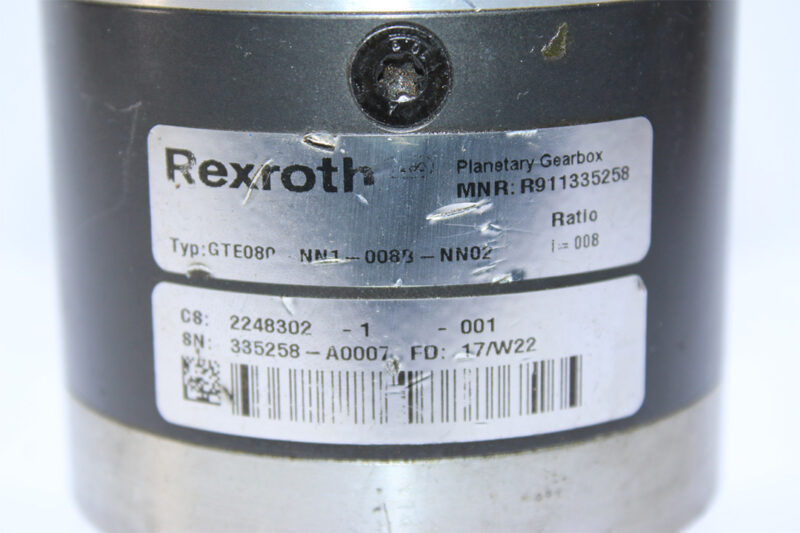 Rexroth
Planetary Gearbox
MNR: R911335258
Ratio
i = 008
Typ:GTE080 NN1-008B-NN02
CS: 2248302 - 1 - 001
SN: 335258-A0007 FD: 17/W22